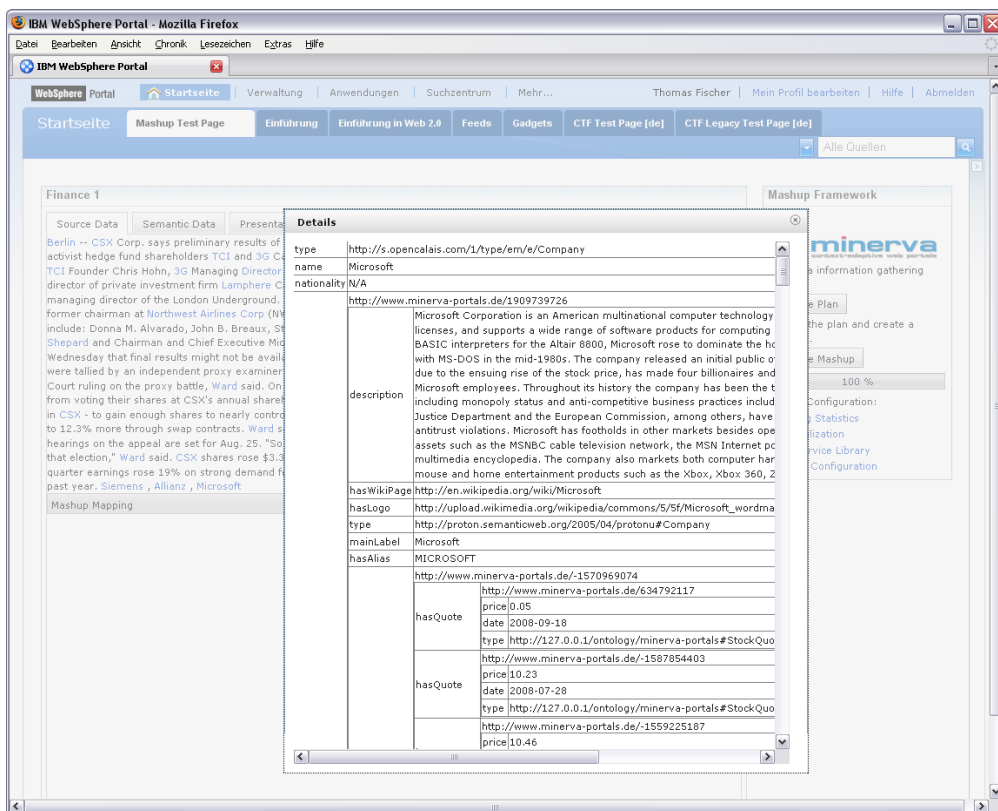 IBM WebSphere Portal - Mozilla Firefox
Datei Bearbeiten Ansicht Chronik Lesezeichen Extras Hilfe
IBM WebSphere Portal
WebSphere Portal Startseite Verwaltung Anwendungen Suchzentrum Mehr... Thomas Fischer Mein Profil bearbeiten Hilfe Abmelden
Startseite Mashup Test Page Einführung Einführung in Web 2.0 Feeds Gadgets CTF Test Page [de] CTF Legacy Test Page [de]
Alle Quellen
Finance 1
Source Data Semantic Data Presenta
Berlin -- CSX Corp. says preliminary results of
activist hedge fund shareholders TCI and 3G Ca
TCI Founder Chris Hohn, 3G Managing Director
director of private investment firm Lamphere C
managing director of the London Underground.
former chairman at Northwest Airlines Corp (NW
include: Donna M. Alvarado, John B. Breaux, St
Shepard and Chairman and Chief Executive Mic
Wednesday that final results might not be availa
were tallied by an independent proxy examiner
Court ruling on the proxy battle, Ward said. On
from voting their shares at CSX's annual shareh
in CSX - to gain enough shares to nearly contro
to 12.3% more through swap contracts. Ward s
hearings on the appeal are set for Aug. 25. "So
that election," Ward said. CSX shares rose $3.3
quarter earnings rose 19% on strong demand f
past year. Siemens , Allianz , Microsoft
Mashup Mapping
Details
type http://s.opencalais.com/1/type/em/e/Company
name Microsoft
nationality N/A
http://www.minerva-portals.de/1909739726
description
Microsoft Corporation is an American multinational computer technology
licenses, and supports a wide range of software products for computing
BASIC interpreters for the Altair 8800, Microsoft rose to dominate the ho
with MS-DOS in the mid-1980s. The company released an initial public o
due to the ensuing rise of the stock price, has made four billionaires and
Microsoft employees. Throughout its history the company has been the t
including monopoly status and anti-competitive business practices includ
Justice Department and the European Commission, among others, have
antitrust violations. Microsoft has footholds in other markets besides ope
assets such as the MSNBC cable television network, the MSN Internet po
multimedia encyclopedia. The company also markets both computer har
mouse and home entertainment products such as the Xbox, Xbox 360, Z
hasWikiPage http://en.wikipedia.org/wiki/Microsoft
hasLogo http://upload.wikimedia.org/wikipedia/commons/5/5f/Microsoft_wordma
type http://proton.semanticweb.org/2005/04/protonu#Company
mainLabel Microsoft
hasAlias MICROSOFT
http://www.minerva-portals.de/-1570969074
hasQuote
http://www.minerva-portals.de/634792117
price 0.05
date 2008-09-18
type http://127.0.0.1/ontology/minerva-portals#StockQuo
hasQuote
http://www.minerva-portals.de/-1587854403
price 10.23
date 2008-07-28
type http://127.0.0.1/ontology/minerva-portals#StockQuo
http://www.minerva-portals.de/-1559225187
price 10.46
Mashup Framework
minerva
context-adaptive web portals
a information gathering
e Plan
the plan and create a
e Mashup
100 %
Configuration:
Statistics
lization
rvice Library
Configuration